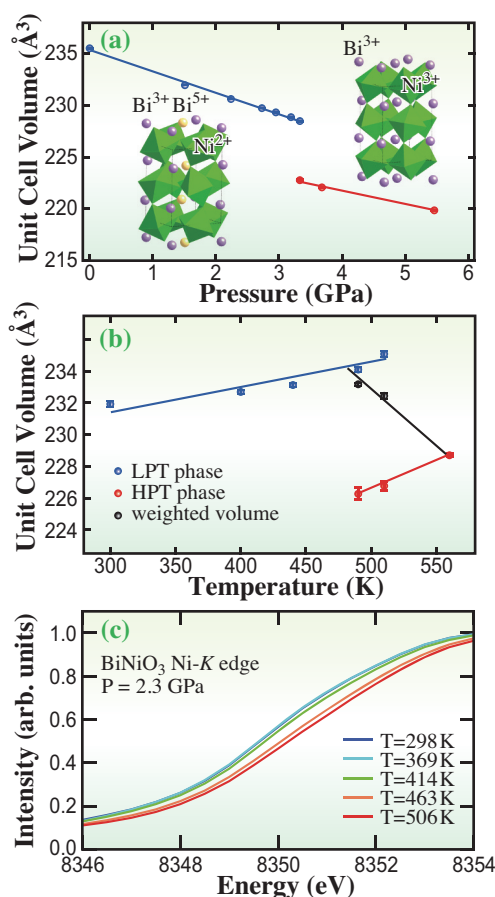 (a)
Unit Cell Volume (Å³)
235
230
225
220
215
Bi³⁺ Bi⁵⁺
Ni²⁺
Bi³⁺
Ni³⁺
0 1 2 3 4 5 6
Pressure (GPa)
(b)
Unit Cell Volume (Å³)
234
232
230
228
226
224
LPT phase
HPT phase
weighted volume
300 350 400 450 500 550
Temperature (K)
(c)
Intensity (arb. units)
1.0
0.8
0.6
0.4
0.2
0.0
BiNiO₃ Ni-K edge
P = 2.3 GPa
T=298K
T=369K
T=414K
T=463K
T=506K
8346 8348 8350 8352 8354
Energy (eV)